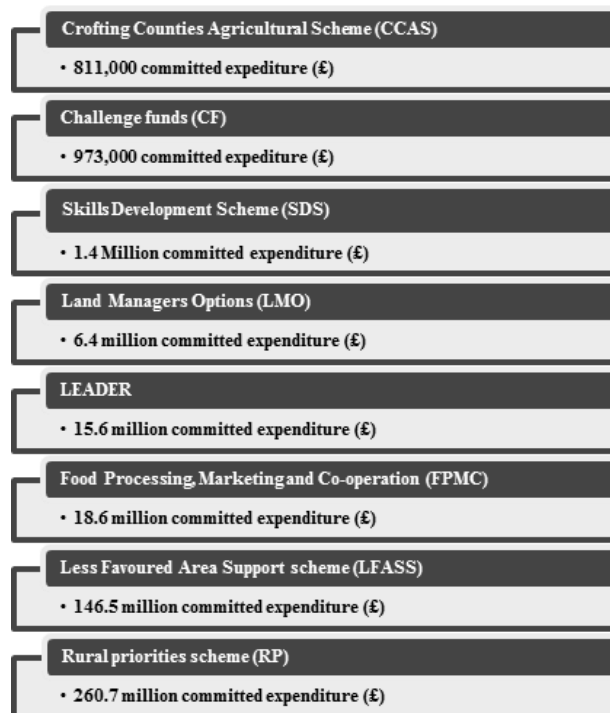 Crofting Counties Agricultural Scheme (CCAS)
• 811,000 committed expediture (£)
Challenge funds (CF)
• 973,000 committed expediture (£)
Skills Development Scheme (SDS)
• 1.4 Million committed expenditure (£)
Land Managers Options (LMO)
• 6.4 million committed expenditure (£)
LEADER
• 15.6 million committed expenditure (£)
Food Processing, Marketing and Co-operation (FPMC)
• 18.6 million committed expenditure (£)
Less Favoured Area Support scheme (LFASS)
• 146.5 million committed expenditure (£)
Rural priorities scheme (RP)
• 260.7 million committed expenditure (£)